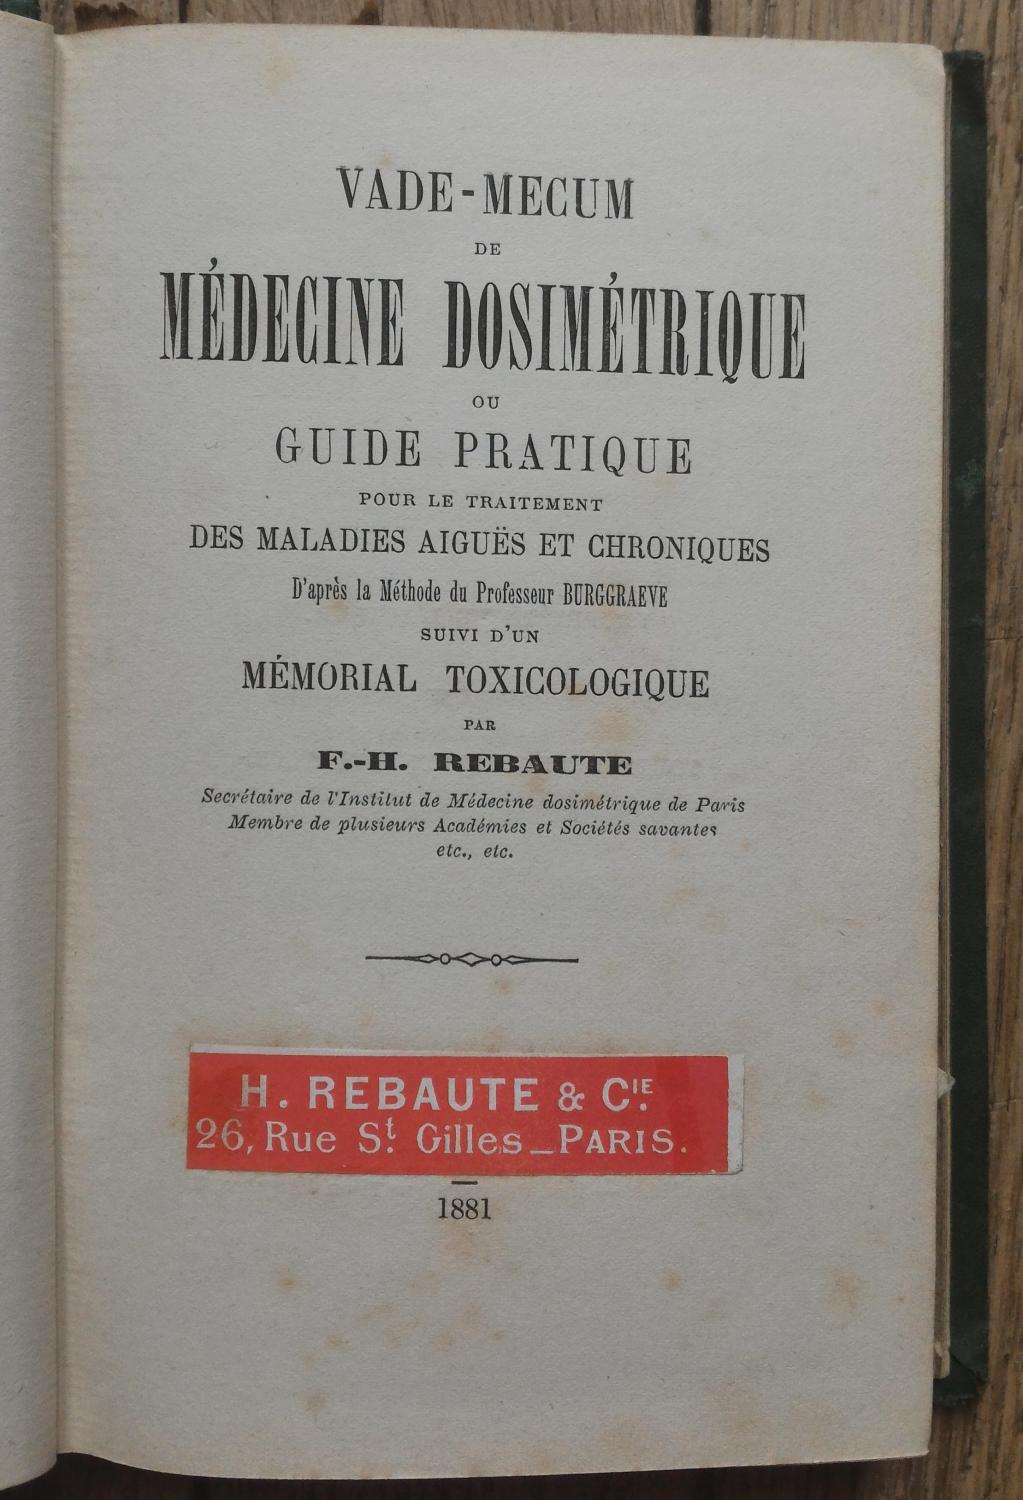 VADE-MECUM
DE
MÉDECINE DOSIMÉTRIQUE
OU
GUIDE PRATIQUE
POUR LE TRAITEMENT
DES MALADIES AIGUËS ET CHRONIQUES
D'après la Méthode du Professeur BURGGRAEVE
SUIVI D'UN
MÉMORIAL TOXICOLOGIQUE
PAR
F.-H. REBAUTE
Secrétaire de l'Institut de Médecine dosimétrique de Paris
Membre de plusieurs Académies et Sociétés savantes
etc., etc.
H. REBAUTE & CIE.
26, Rue St. Gilles_PARIS.
1881